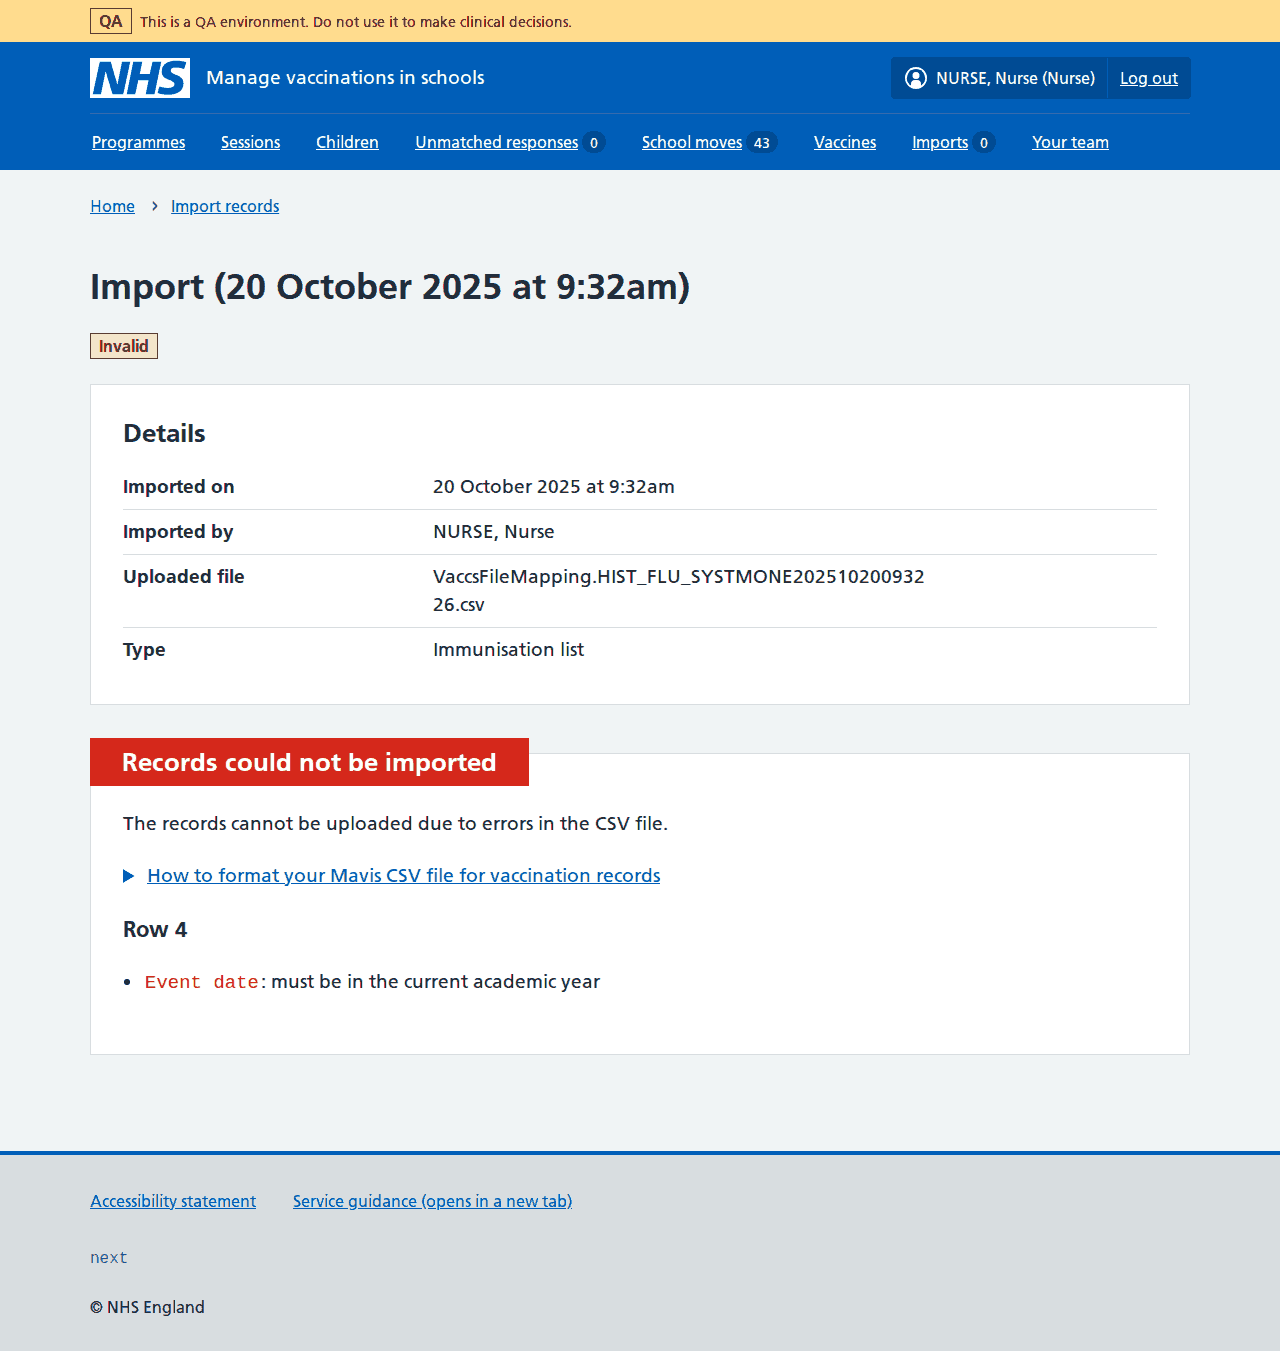 QA This is a QA environment. Do not use it to make clinical decisions.
NHS Manage vaccinations in schools NURSE, Nurse (Nurse) Log out
Programmes Sessions Children Unmatched responses 0 School moves 43 Vaccines Imports 0 Your team
Home › Import records
Import (20 October 2025 at 9:32am)
Invalid
Details
Imported on 20 October 2025 at 9:32am
Imported by NURSE, Nurse
Uploaded file VaccsFileMapping.HIST_FLU_SYSTMONE202510200932
26.csv
Type Immunisation list
Records could not be imported
The records cannot be uploaded due to errors in the CSV file.
How to format your Mavis CSV file for vaccination records
Row 4
• Event date: must be in the current academic year
Accessibility statement Service guidance (opens in a new tab)
next
© NHS England